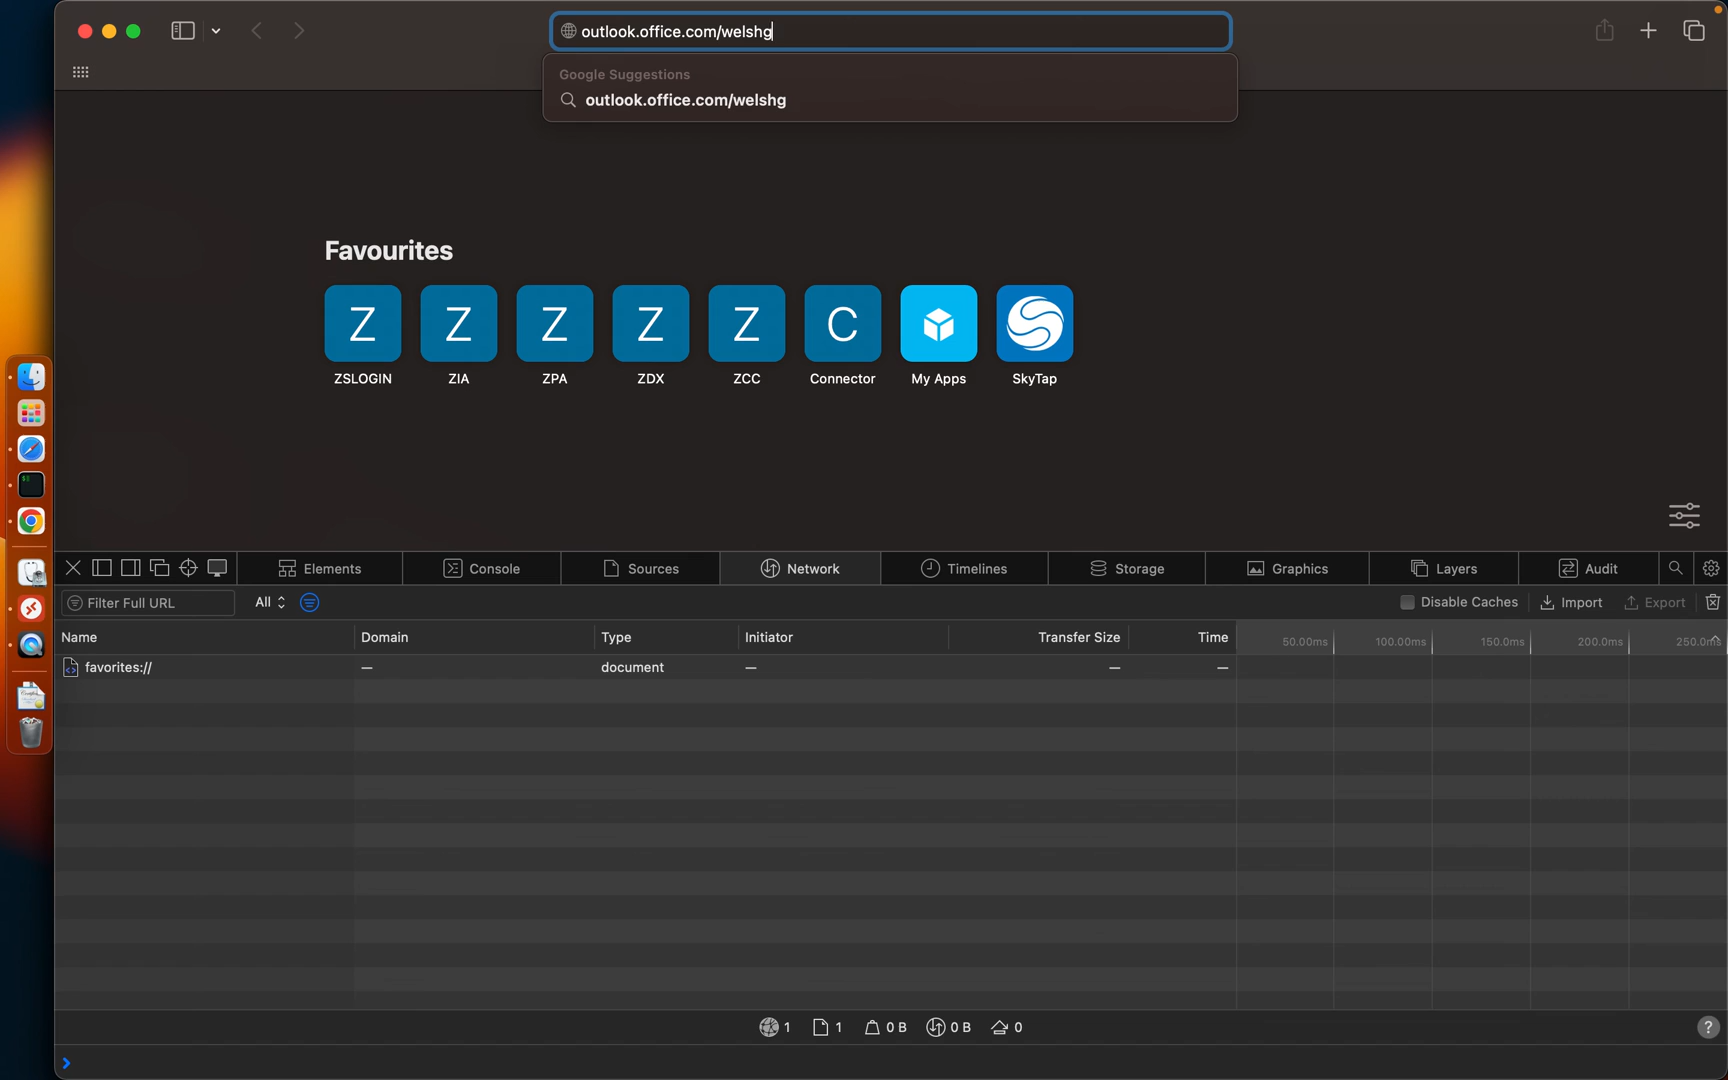 outlook.office.com/welshg
Google Suggestions
outlook.office.com/welshg
Favourites
Z Z Z Z Z C
ZSLOGIN ZIA ZPA ZDX ZCC Connector My Apps SkyTap
Elements Console Sources Network Timelines Storage Graphics Layers Audit
Filter Full URL All Disable Caches Import Export
Name Domain Type Initiator Transfer Size Time 50.00ms 100.00ms 150.0ms 200.0ms 250.0ms
favorites:// — document — — —
1 1 0 B 0 B 0 ?